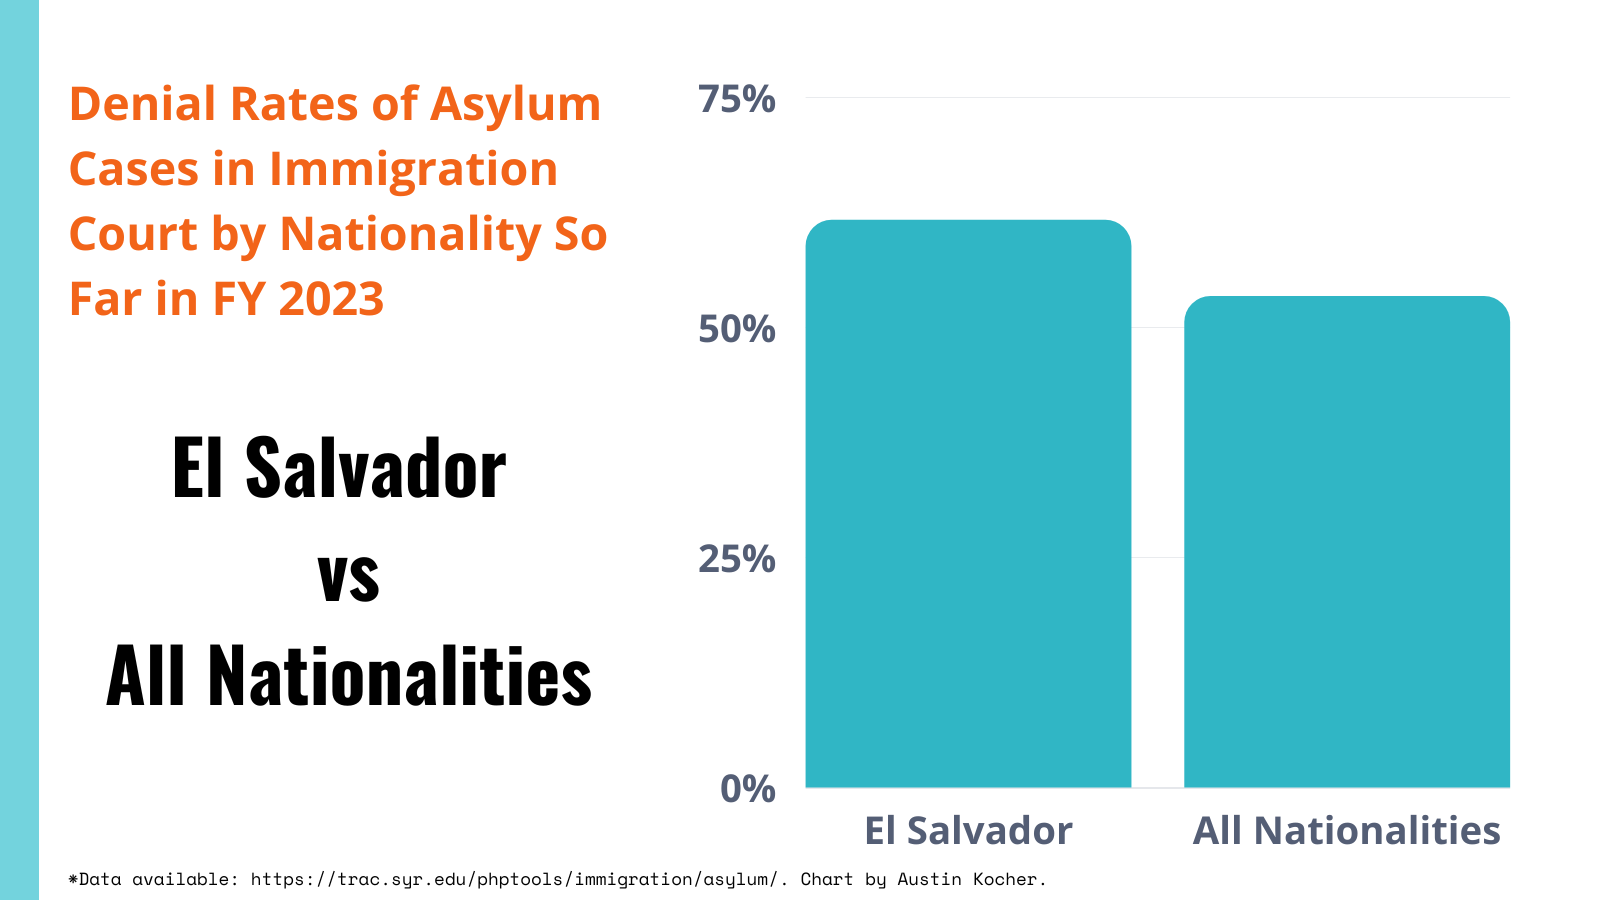 Denial Rates of Asylum
Cases in Immigration
Court by Nationality So
Far in FY 2023
El Salvador
vs
All Nationalities
75%
50%
25%
0%
El Salvador
All Nationalities
*Data available: https://trac.syr.edu/phptools/immigration/asylum/. Chart by Austin Kocher.